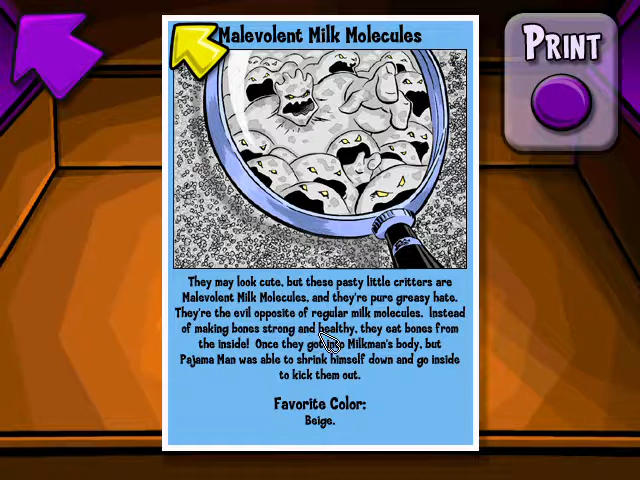 Malevolent Milk Molecules
PRINT
They may look cute, but these pasty little critters are
Malevolent Milk Molecules, and they're pure greasy hate.
They're the evil opposite of regular milk molecules. Instead
of making bones strong and healthy, they eat bones from
the inside! Once they got into Milkman's body, but
Pajama Man was able to shrink himself down and go inside
to kick them out.
Favorite Color:
Beige.